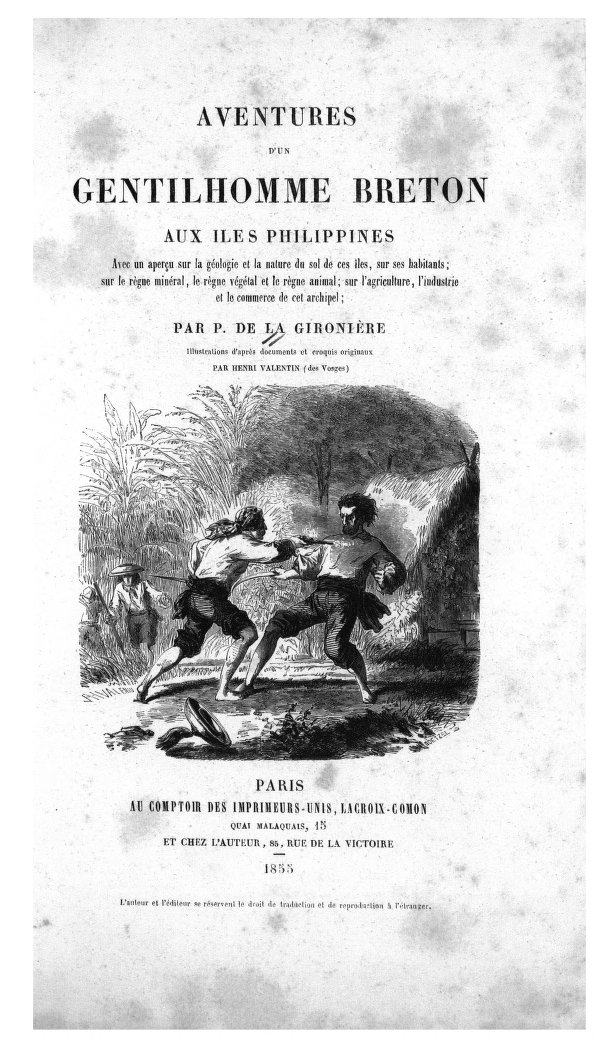 AVENTURES
D'UN
GENTILHOMME BRETON
AUX ILES PHILIPPINES
Avec un aperçu sur la géologie et la nature du sol de ces îles, sur ses habitants;
sur le règne minéral, le règne végétal et le règne animal; sur l'agriculture, l'industrie
et le commerce de cet archipel;
PAR P. DE LA GIRONIÈRE
Illustrations d'après documents et croquis originaux
PAR HENRI VALENTIN (des Vosges)
PARIS
AU COMPTOIR DES IMPRIMEURS-UNIS, LACROIX-COMON
QUAI MALAQUAIS, 15
ET CHEZ L'AUTEUR, 85, RUE DE LA VICTOIRE
1855
L'auteur et l'éditeur se réservent le droit de traduction et de reproduction à l'étranger.